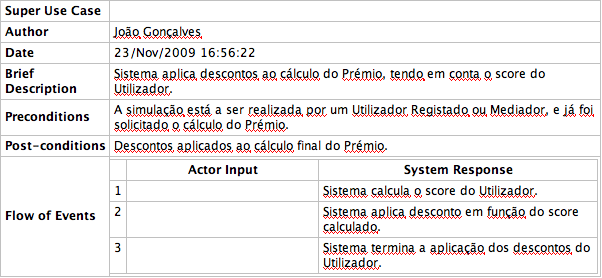 Super Use Case
Author João Gonçalves
Date 23/Nov/2009 16:56:22
Brief Description Sistema aplica descontos ao cálculo do Prémio, tendo em conta o score do
Utilizador.
Preconditions A simulação está a ser realizada por um Utilizador Registado ou Mediador, e já foi
solicitado o cálculo do Prémio.
Post-conditions Descontos aplicados ao cálculo final do Prémio.
Flow of Events
Actor Input System Response
1 Sistema calcula o score do Utilizador.
2 Sistema aplica desconto em função do score
calculado.
3 Sistema termina a aplicação dos descontos do
Utilizador.